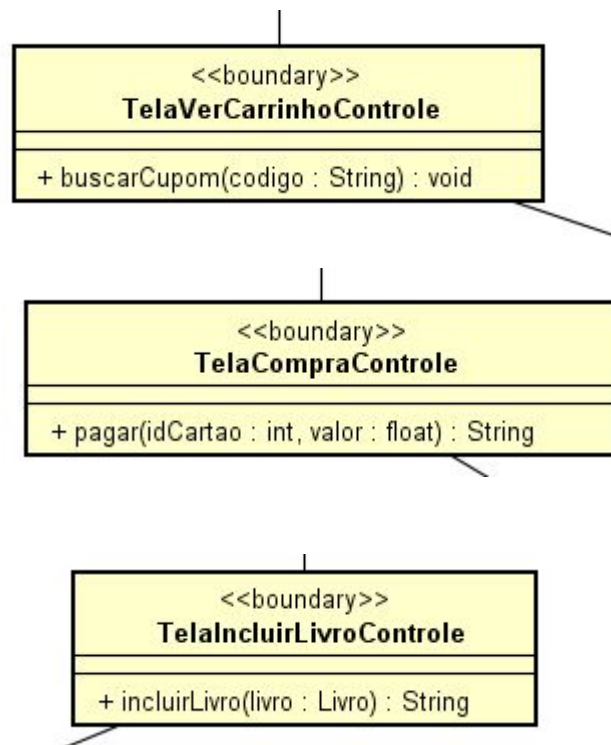 <<boundary>>
TelaVerCarrinhoControle
+ buscarCupom(codigo : String) : void
<<boundary>>
TelaCompraControle
+ pagar(idCartao : int, valor : float) : String
<<boundary>>
TelaIncluirLivroControle
+ incluirLivro(livro : Livro) : String